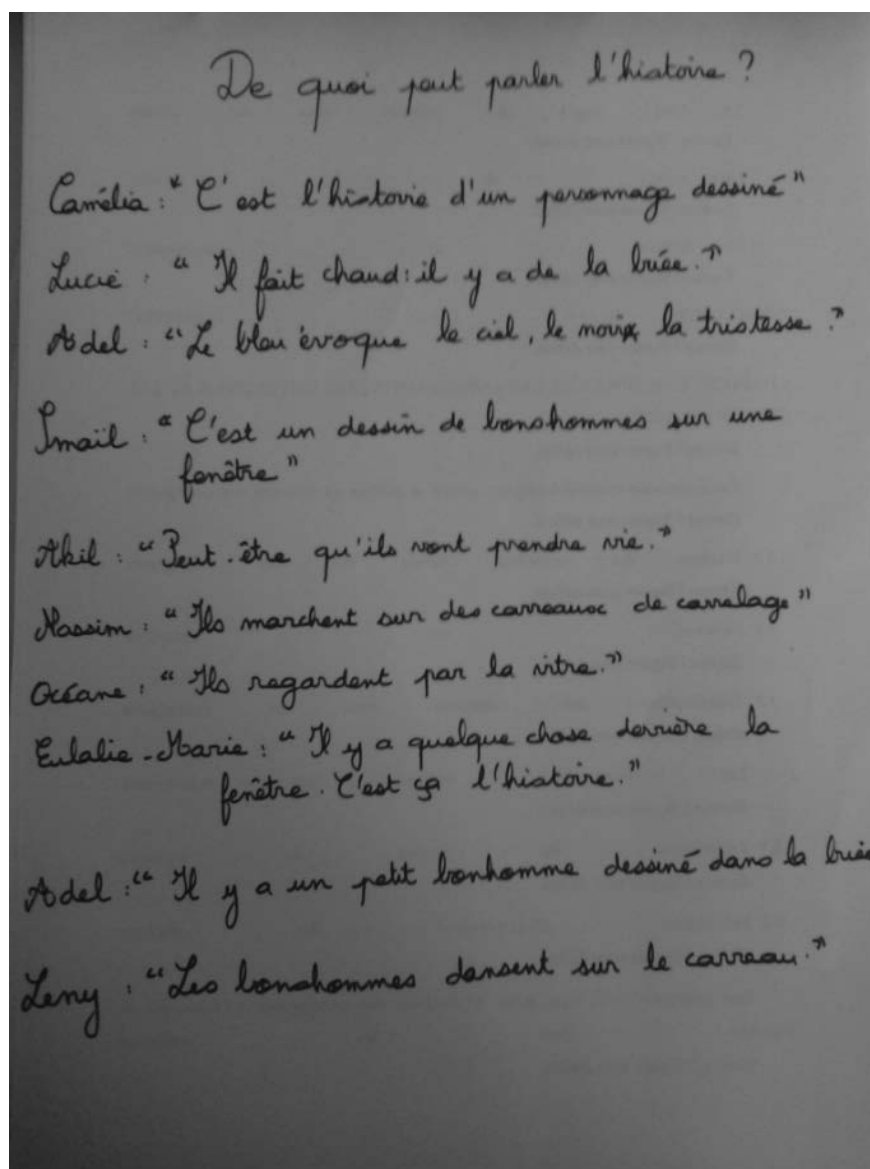 De quoi peut parler l'histoire ?
Camélia : " C'est l'histoire d'un personnage dessiné "
Lucie : " Il fait chaud : il y a de la buée. "
Adel : " Le bleu évoque le ciel, le noir la tristesse . "
Smaïl : " C'est un dessin de bonshommes sur une
fenêtre "
Akil : " Peut-être qu'ils vont prendre vie. "
Nassim : " Ils marchent sur des carreaux de carrelage "
Océane : " Ils regardent par la vitre. "
Eulalie-Marie : " Il y a quelque chose derrière la
fenêtre. C'est ça l'histoire. "
Adel : " Il y a un petit bonhomme dessiné dans la buée
Leny : " Les bonshommes dansent sur le carreau. "